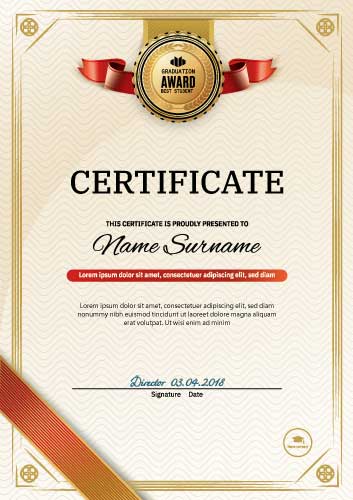 GRADUATION
AWARD
BEST STUDENT
CERTIFICATE
THIS CERTIFICATE IS PROUDLY PRESENTED TO
Name Surname
Lorem ipsum dolor sit amet, consectetuer adipiscing elit, sed diam
Lorem ipsum dolor sit amet, consectetuer adipiscing elit,
sed diam nonummy nibh euismod tincidunt ut
laoreet dolore magna aliquam erat volutpat.
Ut wisi enim ad minim
Director 03.04.2018
Signature Date